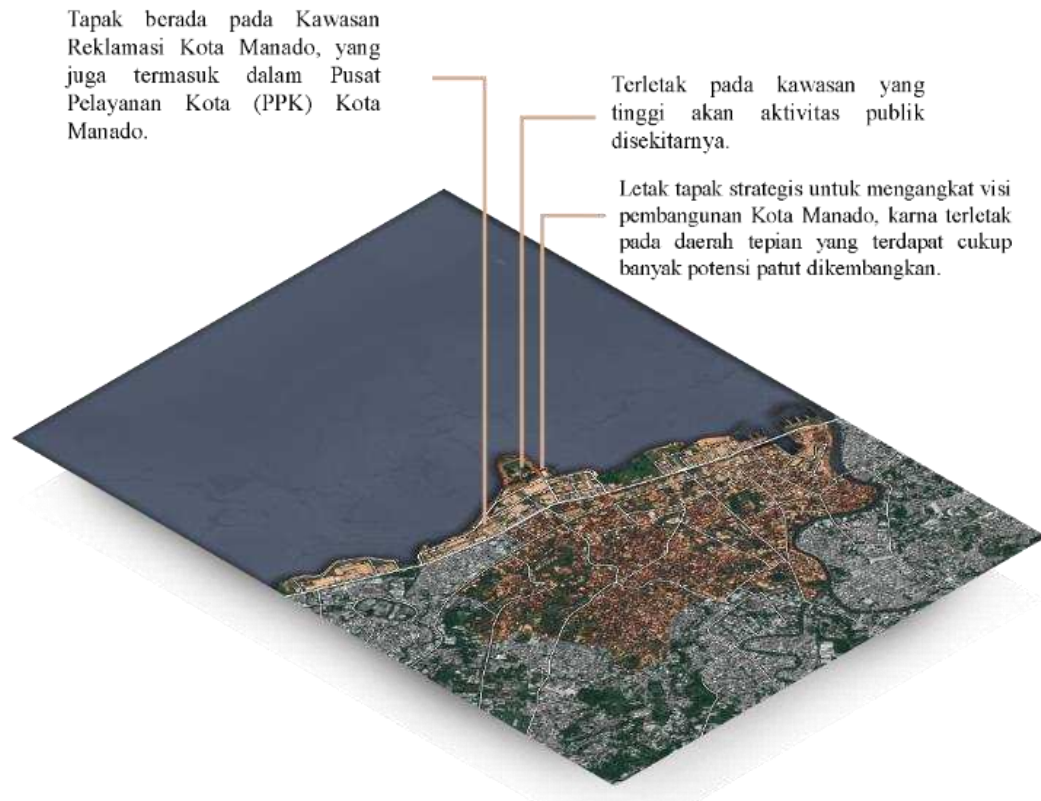 Tapak berada pada Kawasan
Reklamasi Kota Manado, yang
juga termasuk dalam Pusat
Pelayanan Kota (PPK) Kota
Manado.
Terletak pada kawasan yang
tinggi akan aktivitas publik
disekitarnya.
Letak tapak strategis untuk mengangkat visi
pembangunan Kota Manado, karna terletak
pada daerah tepian yang terdapat cukup
banyak potensi patut dikembangkan.